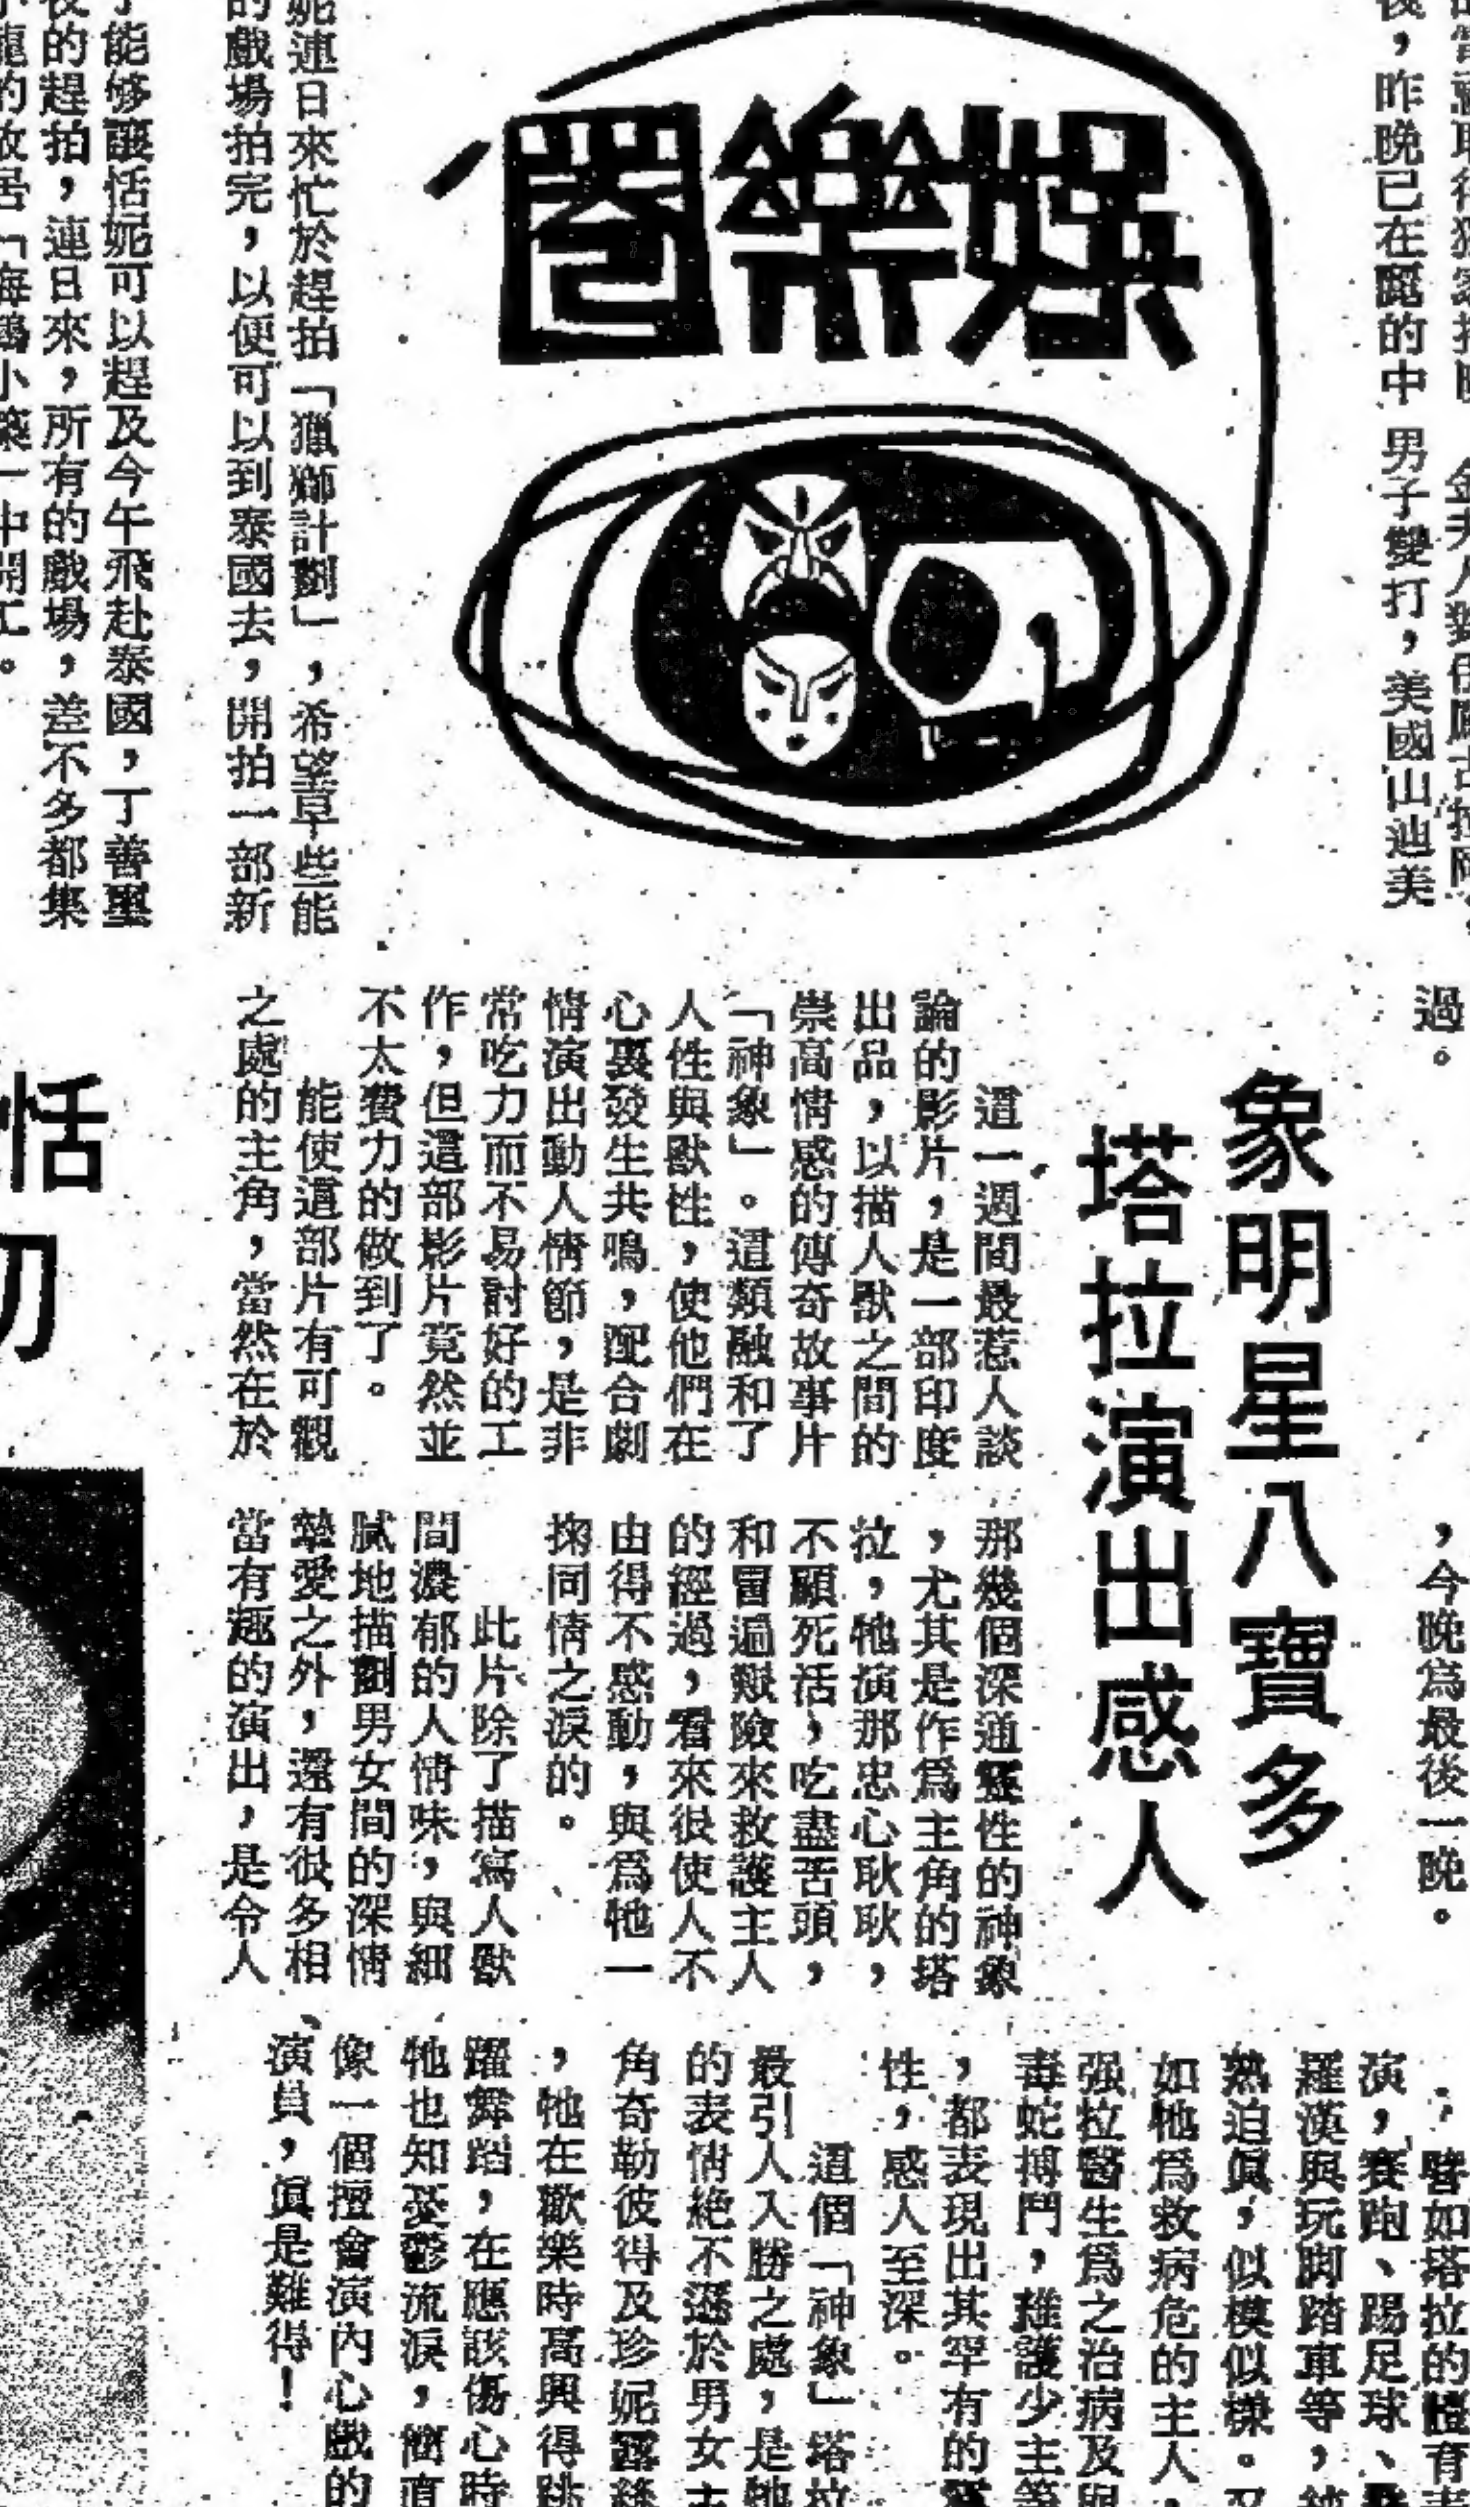 娛樂圈
後，昨晚已在麗的中
男子雙打，美國山迪美
妮連日來忙於趕拍「獵獅計劃」，希望早些能
的戲場拍完，以便可以到泰國去，開拍一部新
能够讓恬妮可以趕及今午飛赴泰國，丁善璽
的趕拍，連日來，所有的戲場，差不多都集
過。
，今晚為最後一晚。
象明星八寶多
塔拉演出感人
這一週間最惹人談
論的影片，是一部印度
出品，以描人獸之間的
崇高情感的傳奇故事片
「神象」。這類融和了
人性與獸性，使他們在
心裏發生共鳴，配合劇
情演出動人情節，是非
常吃力而不易討好的工
作，但這部影片竟然並
不太費力的做到了。
能使這部片有可觀
之處的主角，當然在於
那幾個深通靈性的神象
，尤其是作為主角的塔
拉，牠演那忠心耿耿，
不顧死活，吃盡苦頭，
和冒遍艱險來救護主人
的經過，看來很使人不
由得不感動，與為牠一
掬同情之淚的。
此片除了描寫人獸
間濃郁的人情味，與細
膩地描劃男女間的深情
摯愛之外，還有很多相
當有趣的演出，是令人
譬如塔拉的體育表
演，賽跑、踢足球、
羅漢與玩脚踏車等，
熱迫眞，似模似樣。又
如牠為救病危的主人，
强拉醫生為之治病及與
毒蛇搏鬥，維護少主等
，都表現出其罕有的靈
性，感人至深。
這個「神象」塔拉
最引人入勝之處，是牠
的表情絕不遜於男女主
角奇勒彼得及珍妮露絲
，牠在歡樂時高興得跳
躍舞蹈，在應該傷心時
牠也知憂鬱流淚，簡直
像一個擅會演內心戲的
演員，眞是難得！
恬